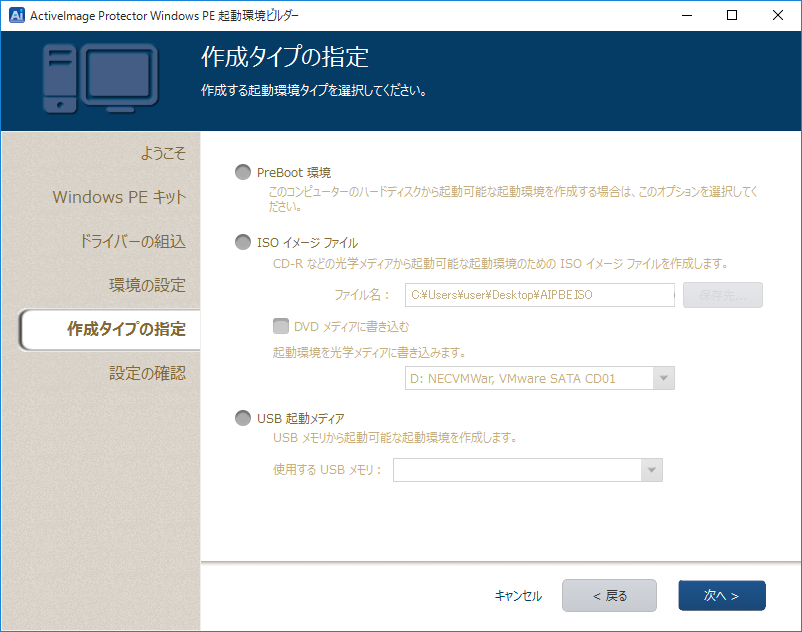 Ai ActiveImage Protector Windows PE 起動環境ビルダー
作成タイプの指定
作成する起動環境タイプを選択してください。
ようこそ
Windows PE キット
ドライバーの組込
環境の設定
作成タイプの指定
設定の確認
PreBoot 環境
このコンピューターのハードディスクから起動可能な起動環境を作成する場合は、このオプションを選択してく
ださい。
ISO イメージ ファイル
CD-R などの光学メディアから起動可能な起動環境のための ISO イメージ ファイルを作成します。
ファイル名： C:¥Users¥user¥Desktop¥AIPBE.ISO 保存先...
DVD メディアに書き込む
起動環境を光学メディアに書き込みます。
D: NECVMWar, VMware SATA CD01
USB 起動メディア
USB メモリから起動可能な起動環境を作成します。
使用する USB メモリ：
キャンセル < 戻る 次へ >